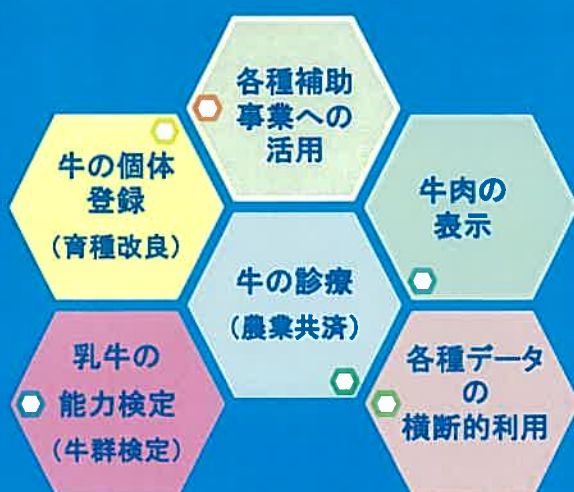 各種補助
事業への
活用
牛の個体
登録
(育種改良)
牛肉の
表示
牛の診療
(農業共済)
乳牛の
能力検定
(牛群検定)
各種データ
の
横断的利用